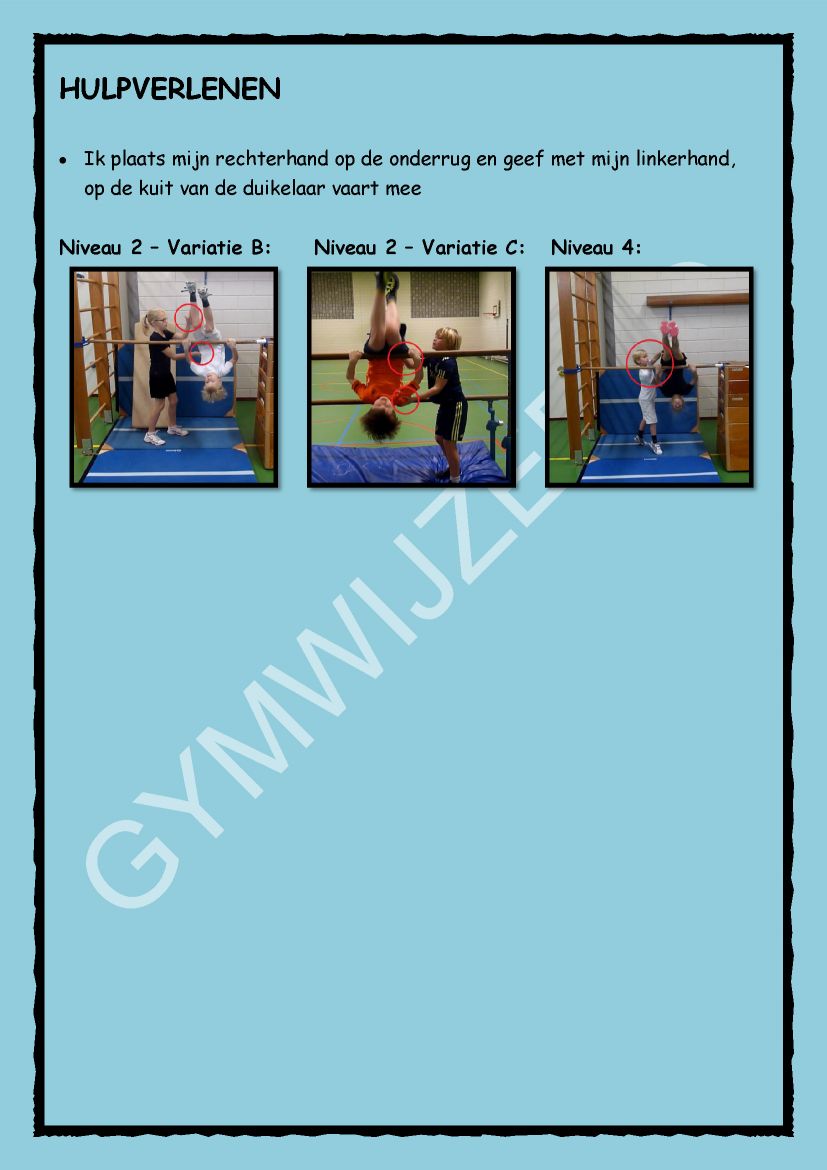 HULPVERLENEN
• Ik plaats mijn rechterhand op de onderrug en geef met mijn linkerhand,
op de kuit van de duikelaar vaart mee
Niveau 2 – Variatie B: Niveau 2 – Variatie C: Niveau 4:
GYMWIJZE